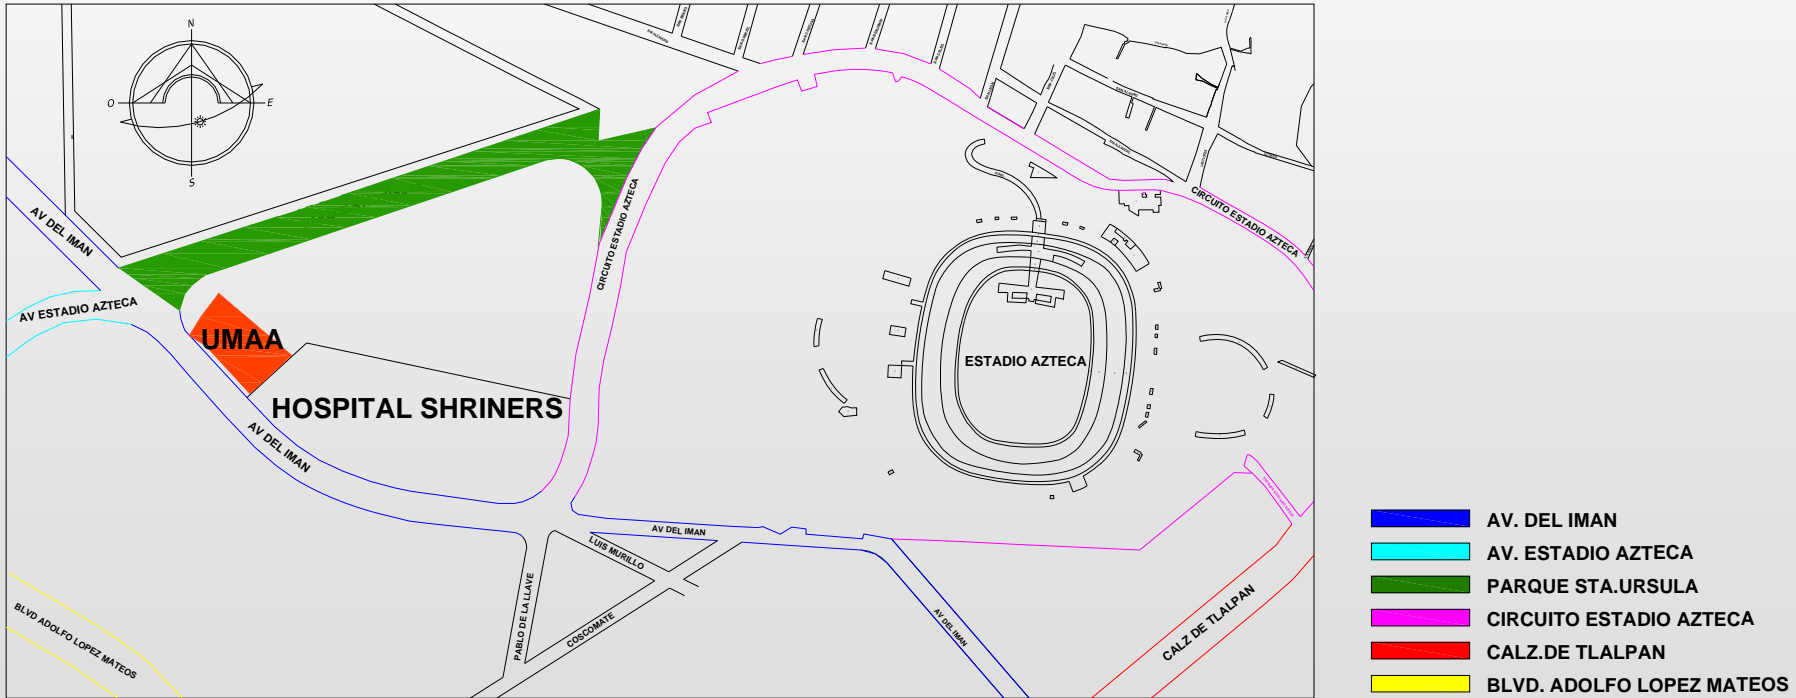 N
O
E
S
AV DEL IMAN
AV ESTADIO AZTECA
UMAA
HOSPITAL SHRINERS
AV DEL IMAN
CIRCUITO ESTADIO AZTECA
CIRCUITO ESTADIO AZTECA
ESTADIO AZTECA
AV DEL IMAN
LUIS MURILLO
PABLO DE LA LLAVE
COSCOMATE
AV DEL IMAN
CALZ DE TLALPAN
BLVD ADOLFO LOPEZ MATEOS
AV. DEL IMAN
AV. ESTADIO AZTECA
PARQUE STA.URSULA
CIRCUITO ESTADIO AZTECA
CALZ.DE TLALPAN
BLVD. ADOLFO LOPEZ MATEOS